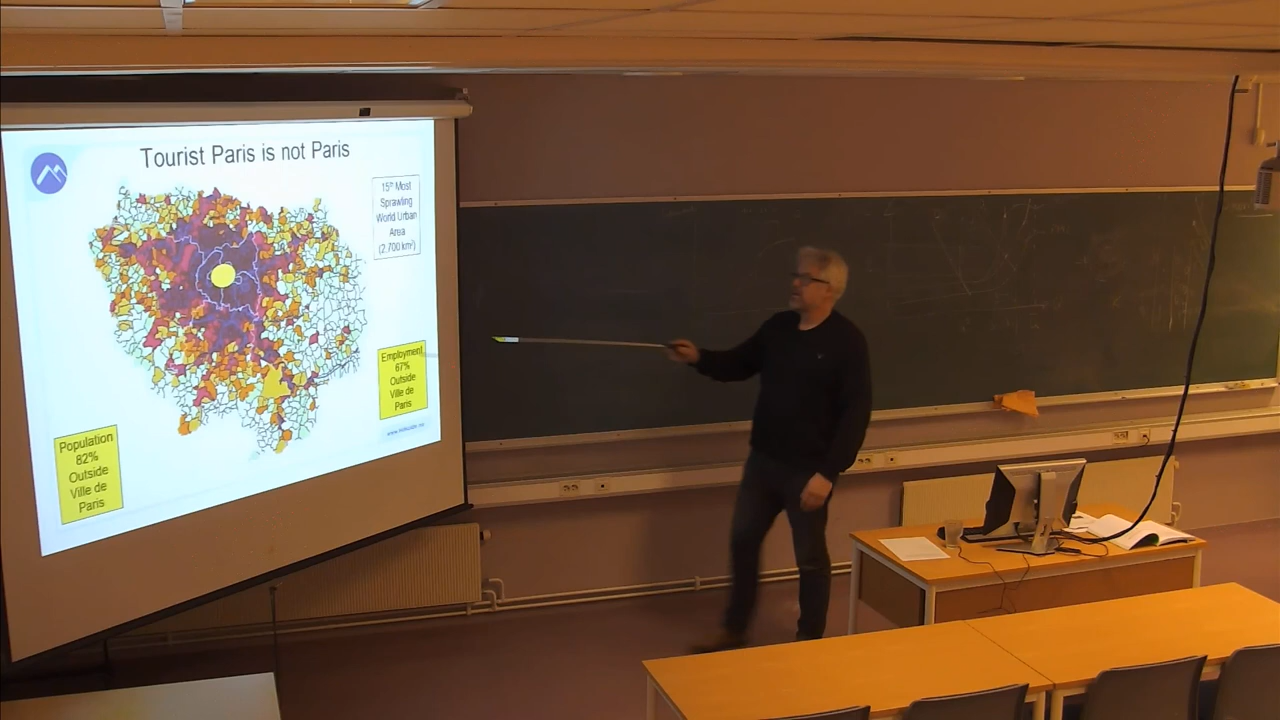 Tourist Paris is not Paris
15th Most
Sprawling
World Urban
Area
(2.700 km²)
Employment
67%
Outside
Ville de
Paris
Population
82%
Outside
Ville de
Paris